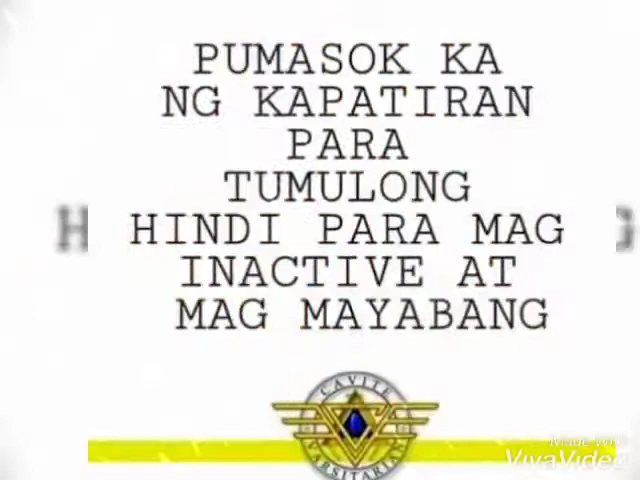 PUMASOK KA
NG KAPATIRAN
PARA
TUMULONG
HINDI PARA MAG
INACTIVE AT
MAG MAYABANG
CAVITE
VARSITARIAN
VivaVideo